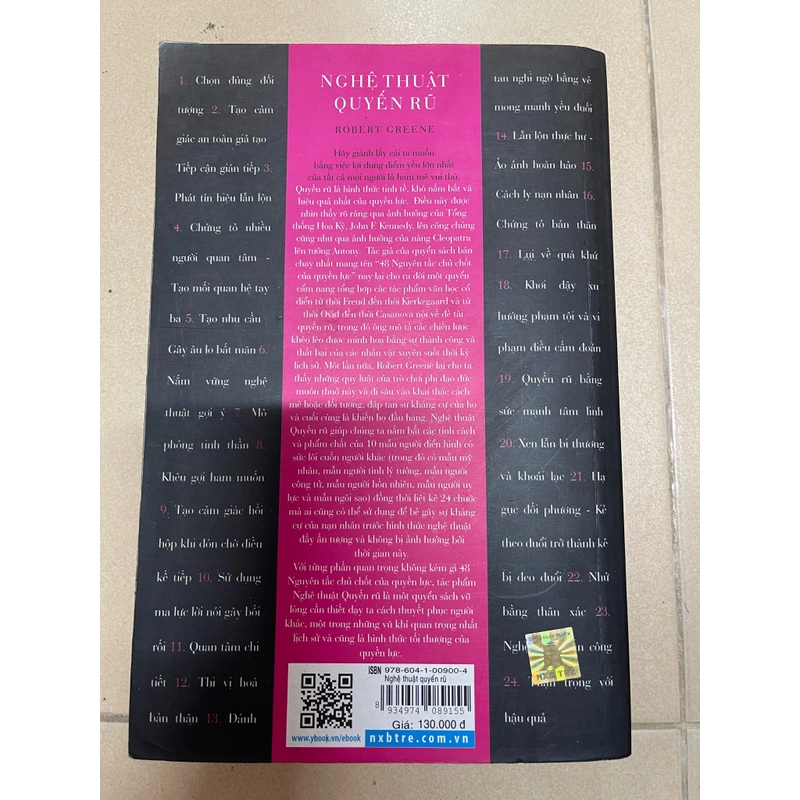 1. Chọn đúng đối
tượng 2. Tạo cảm
giác an toàn giả tạo
Tiếp cận gián tiếp 3.
Phát tín hiệu lẫn lộn
4. Chứng tỏ nhiều
người quan tâm -
Tạo mối quan hệ tay
ba 5. Tạo nhu cầu
Gây âu lo bất mãn 6.
Nắm vững nghệ
thuật gợi ý 7. Mô
phỏng tinh thần 8.
Khêu gợi ham muốn
9. Tạo cảm giác hồi
hộp khi đón chờ điều
kế tiếp 10. Sử dụng
ma lực lời nói gây bối
rối 11. Quan tâm chi
tiết 12. Thi vị hoá
bản thân 13. Đánh
NGHỆ THUẬT
QUYẾN RŨ
ROBERT GREENE
Hãy giành lấy cái ta muốn
bằng việc lợi dụng điểm yếu lớn nhất
của tất cả mọi người là ham mê vui thú.
Quyến rũ là hình thức tinh tế, khó nắm bắt và
hiệu quả nhất của quyền lực. Điều này được
nhìn thấy rõ ràng qua ảnh hưởng của Tổng
thống Hoa Kỳ, John F. Kennedy, lên công chúng
cũng như qua ảnh hưởng của nàng Cleopatra
lên tướng Antony. Tác giả của quyển sách bán
chạy nhất mang tên "48 Nguyên tắc chủ chốt
của quyền lực" nay lại cho ra đời một quyển
cẩm nang tổng hợp các tác phẩm văn học cổ
điển từ thời Freud đến thời Kierkegaard và từ
thời Ovid đến thời Casanova nói về đề tài
quyến rũ, trong đó ông mô tả các chiến lược
khéo léo được minh hoạ bằng sự thành công và
thất bại của các nhân vật xuyên suốt thời kỳ
lịch sử. Một lần nữa, Robert Greene lại cho ta
thấy những quy luật của trò chơi phi đạo đức
muôn thuở này và đi sâu vào khai thác cách
mê hoặc đối tượng, đập tan sự kháng cự của họ
và cuối cùng là khiến họ đầu hàng. Nghệ thuật
Quyến rũ giúp chúng ta nắm bắt các tính cách
và phẩm chất của 10 mẫu người điển hình có
sức lôi cuốn người khác (trong đó có mẫu mỹ
nhân, mẫu người tình lý tưởng, mẫu người
công tử, mẫu người hồn nhiên, mẫu người uy
lực và mẫu ngôi sao) đồng thời liệt kê 24 chước
mà ai cũng có thể sử dụng để bẻ gãy sự kháng
cự của nạn nhân trước hình thức nghệ thuật
đầy ấn tượng và không bị ảnh hưởng bởi
thời gian này.
Với từng phần quan trọng không kém gì 48
Nguyên tắc chủ chốt của quyền lực, tác phẩm
Nghệ thuật Quyến rũ là một quyển sách vỡ
lòng cần thiết dạy ta cách thuyết phục người
khác, một trong những vũ khí quan trọng nhất
lịch sử và cũng là hình thức tối thượng của
quyền lực.
ISBN 978-604-1-00900-4
Nghệ thuật quyến rũ
8 934974 089155
Giá: 130.000 đ
www.ybook.vn/ebook
nxbtre.com.vn
tan nghi ngờ bằng vẻ
mong manh yếu đuối
14. Lẫn lộn thực hư -
Ảo ảnh hoàn hảo 15.
Cách ly nạn nhân 16.
Chứng tỏ bản thân
17. Lui về quá khứ
18. Khơi dậy xu
hướng phạm tội và vi
phạm điều cấm đoán
19. Quyến rũ bằng
sức mạnh tâm linh
20. Xen lẫn bi thương
và khoái lạc 21. Hạ
gục đối phương - Kẻ
theo đuổi trở thành kẻ
bị đeo đuổi 22. Nhử
bằng thân xác 23.
công
24. trọng với
hậu quả